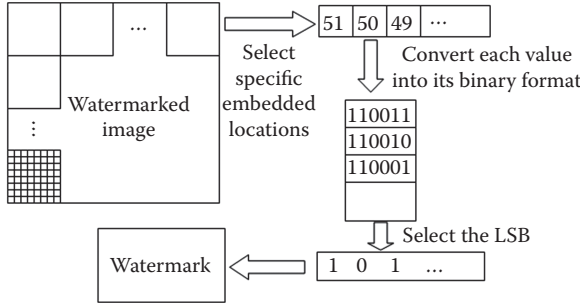 ...
51 50 49 ...
Select
specific
embedded
locations
Convert each value
into its binary format
Watermarked
image
⋮
110011
110010
110001
Select the LSB
1 0 1 ...
Watermark